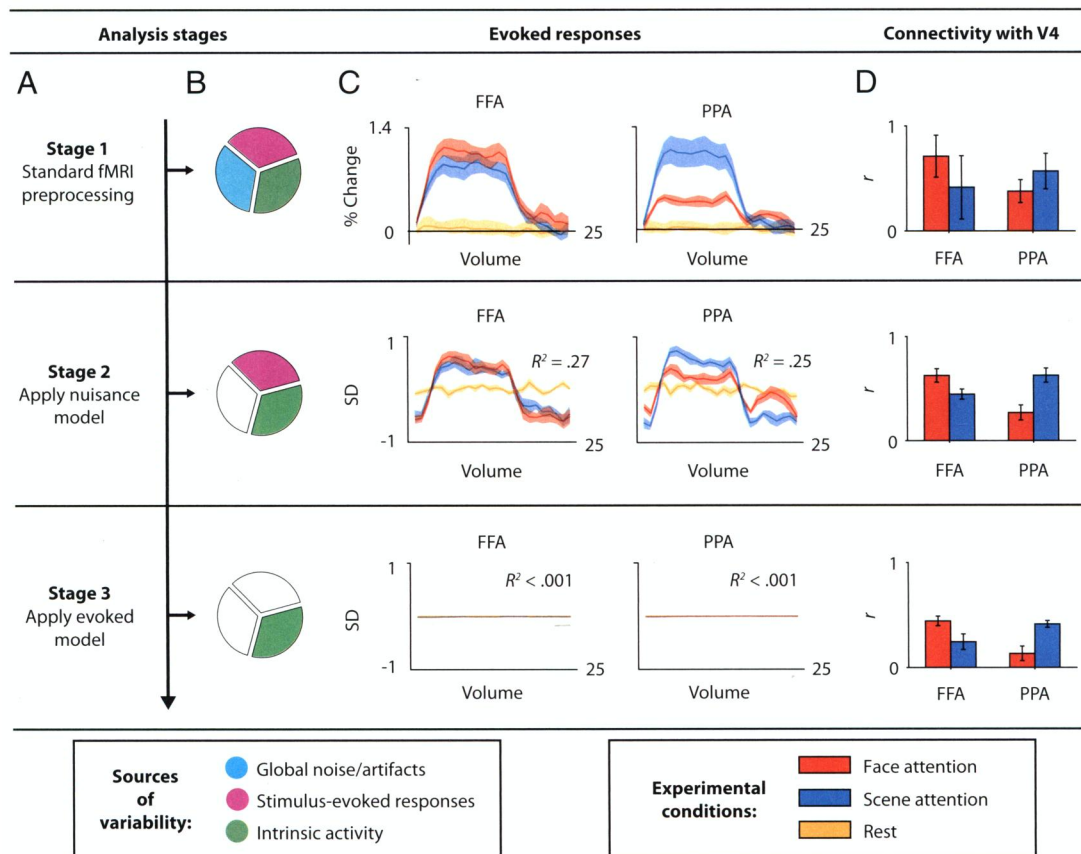 Analysis stages
Evoked responses
Connectivity with V4
A
B
C
D
Stage 1
Standard fMRI
preprocessing
FFA
1.4
% Change
0
25
Volume
PPA
25
Volume
1
r
0
FFA
PPA
Stage 2
Apply nuisance
model
FFA
1
R² = .27
SD
-1
25
Volume
PPA
R² = .25
25
Volume
1
r
0
FFA
PPA
Stage 3
Apply evoked
model
FFA
1
R² < .001
SD
-1
25
Volume
PPA
R² < .001
25
Volume
1
r
0
FFA
PPA
Sources
of
variability:
Global noise/artifacts
Stimulus-evoked responses
Intrinsic activity
Experimental
conditions:
Face attention
Scene attention
Rest